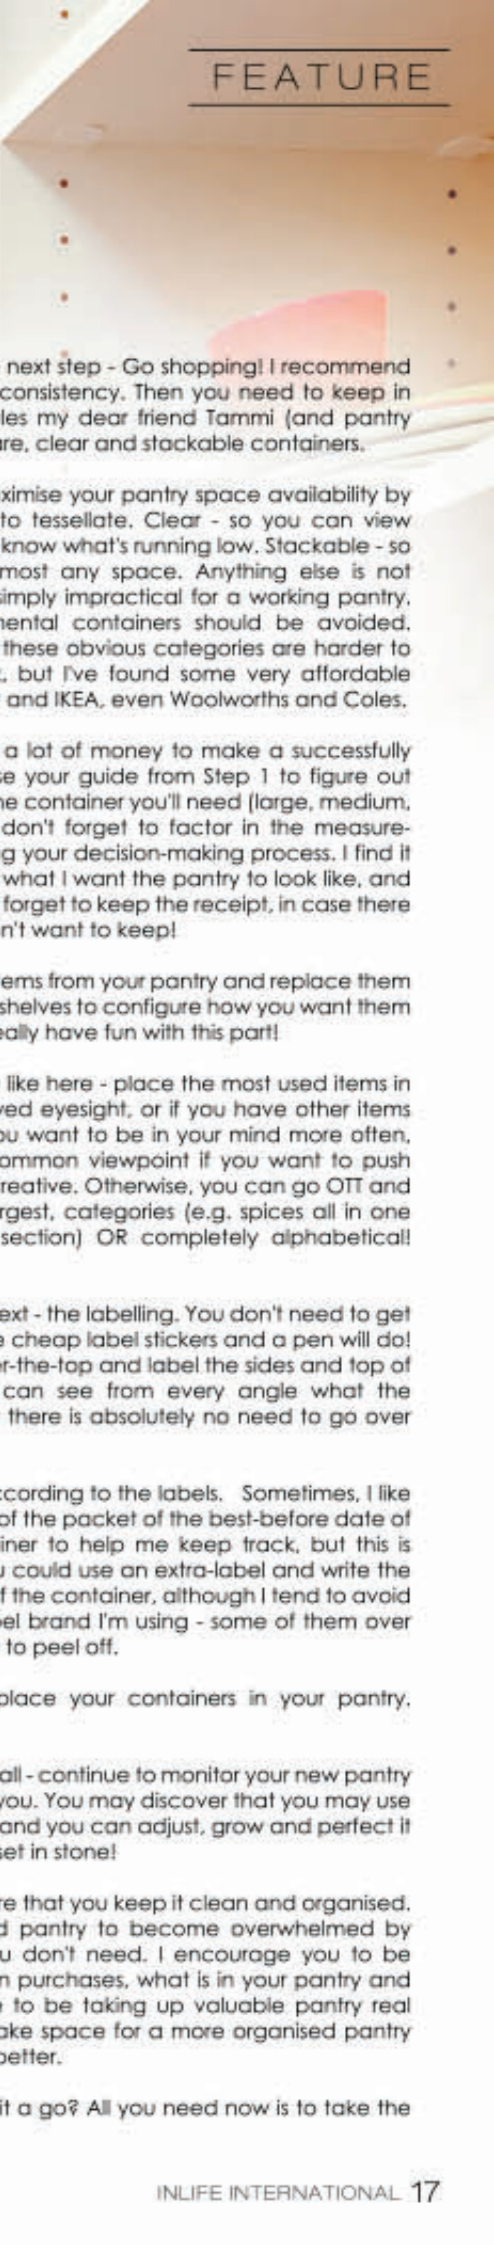 FEATURE
next step - Go shopping! I recommend
consistency. Then you need to keep in
les my dear friend Tammi (and pantry
re, clear and stackable containers.
ximise your pantry space availability by
to tessellate. Clear - so you can view
know what's running low. Stackable - so
most any space. Anything else is not
simply impractical for a working pantry.
mental containers should be avoided.
these obvious categories are harder to
, but I've found some very affordable
and IKEA, even Woolworths and Coles.
a lot of money to make a successfully
se your guide from Step 1 to figure out
ne container you'll need (large, medium,
don't forget to factor in the measure-
g your decision-making process. I find it
what I want the pantry to look like, and
forget to keep the receipt, in case there
n't want to keep!
ems from your pantry and replace them
shelves to configure how you want them
eally have fun with this part!
like here - place the most used items in
ved eyesight, or if you have other items
ou want to be in your mind more often,
ommon viewpoint if you want to push
reative. Otherwise, you can go OTT and
rgest, categories (e.g. spices all in one
section) OR completely alphabetical!
ext - the labelling. You don't need to get
e cheap label stickers and a pen will do!
er-the-top and label the sides and top of
can see from every angle what the
there is absolutely no need to go over
ccording to the labels. Sometimes, I like
of the packet of the best-before date of
iner to help me keep track, but this is
u could use an extra-label and write the
f the container, although I tend to avoid
bel brand I'm using - some of them over
to peel off.
place your containers in your pantry.
all - continue to monitor your new pantry
you. You may discover that you may use
and you can adjust, grow and perfect it
set in stone!
re that you keep it clean and organised.
d pantry to become overwhelmed by
u don't need. I encourage you to be
n purchases, what is in your pantry and
e to be taking up valuable pantry real
ake space for a more organised pantry
better.
it a go? All you need now is to take the
INLIFE INTERNATIONAL 17